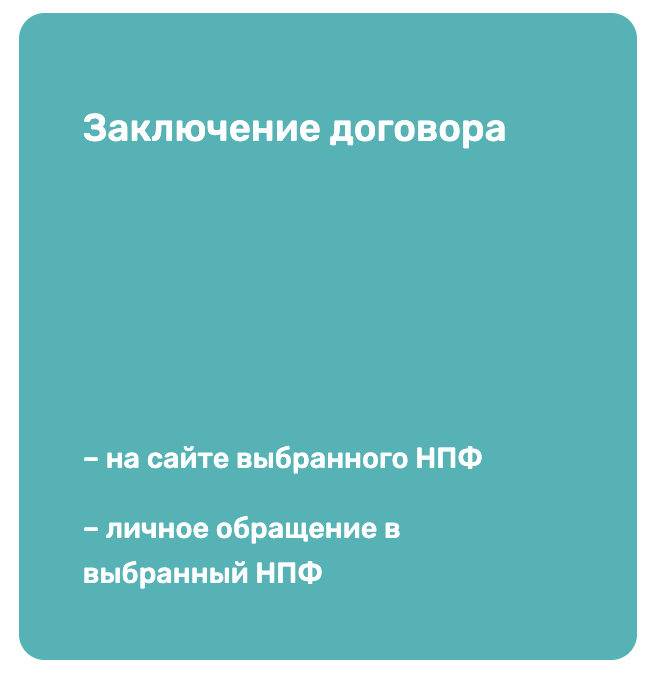 Заключение договора
– на сайте выбранного НПФ
– личное обращение в
выбранный НПФ